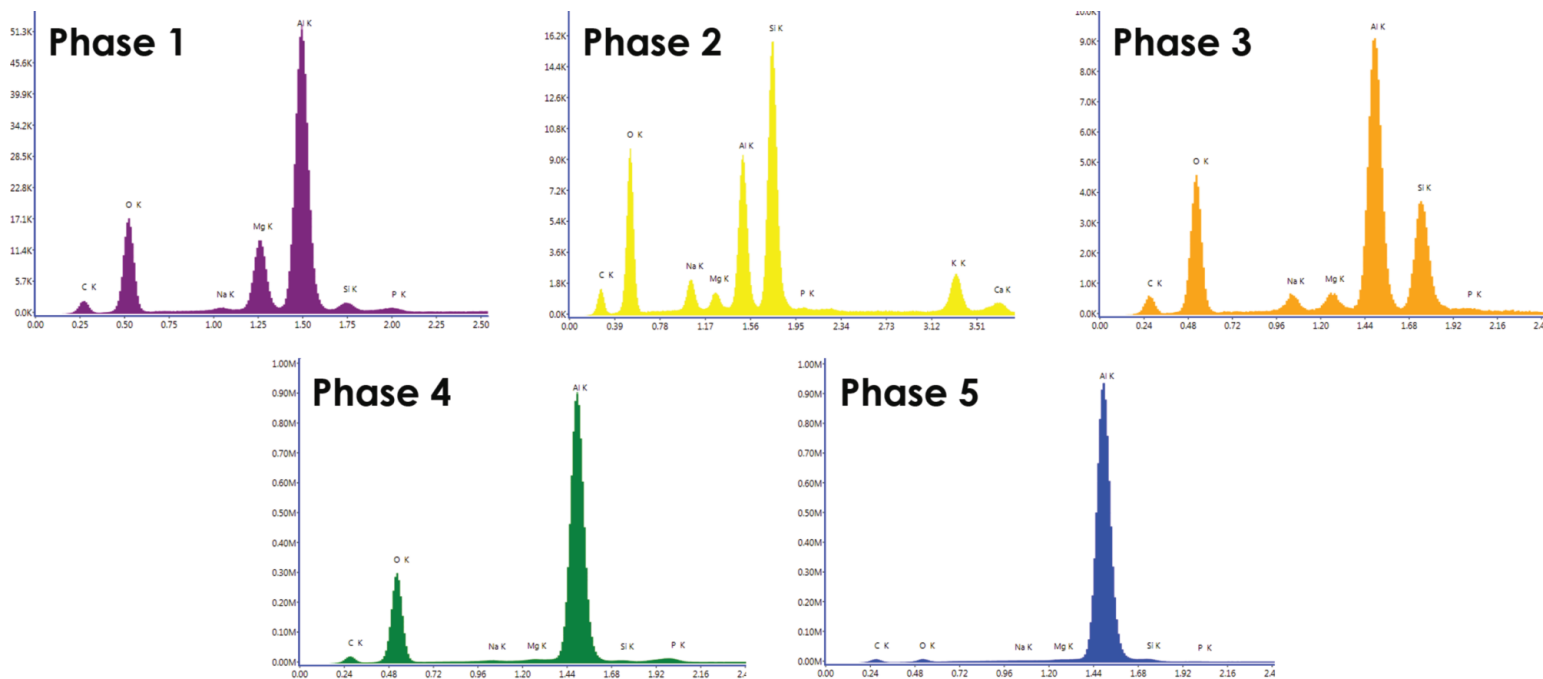 Phase 1
51.3K
45.6K
39.9K
34.2K
28.5K
22.8K
17.1K
11.4K
5.7K
0.0K
C K
O K
Na K
Mg K
Al K
Si K
P K
0.00 0.25 0.50 0.75 1.00 1.25 1.50 1.75 2.00 2.25 2.50
Phase 2
16.2K
14.4K
12.6K
10.8K
9.0K
7.2K
5.4K
3.6K
1.8K
0.0K
C K
O K
Na K
Mg K
Al K
Si K
P K
K K
Ca K
0.00 0.39 0.78 1.17 1.56 1.95 2.34 2.73 3.12 3.51
Phase 3
10.0K
9.0K
8.0K
7.0K
6.0K
5.0K
4.0K
3.0K
2.0K
1.0K
0.0K
C K
O K
Na K
Mg K
Al K
Si K
P K
0.00 0.24 0.48 0.72 0.96 1.20 1.44 1.68 1.92 2.16 2.4
Phase 4
1.00M
0.90M
0.80M
0.70M
0.60M
0.50M
0.40M
0.30M
0.20M
0.10M
0.00M
C K
O K
Na K
Mg K
Al K
Si K
P K
0.00 0.24 0.48 0.72 0.96 1.20 1.44 1.68 1.92 2.16 2.4
Phase 5
1.00M
0.90M
0.80M
0.70M
0.60M
0.50M
0.40M
0.30M
0.20M
0.10M
0.00M
C K
O K
Na K
Mg K
Al K
Si K
P K
0.00 0.24 0.48 0.72 0.96 1.20 1.44 1.68 1.92 2.16 2.4